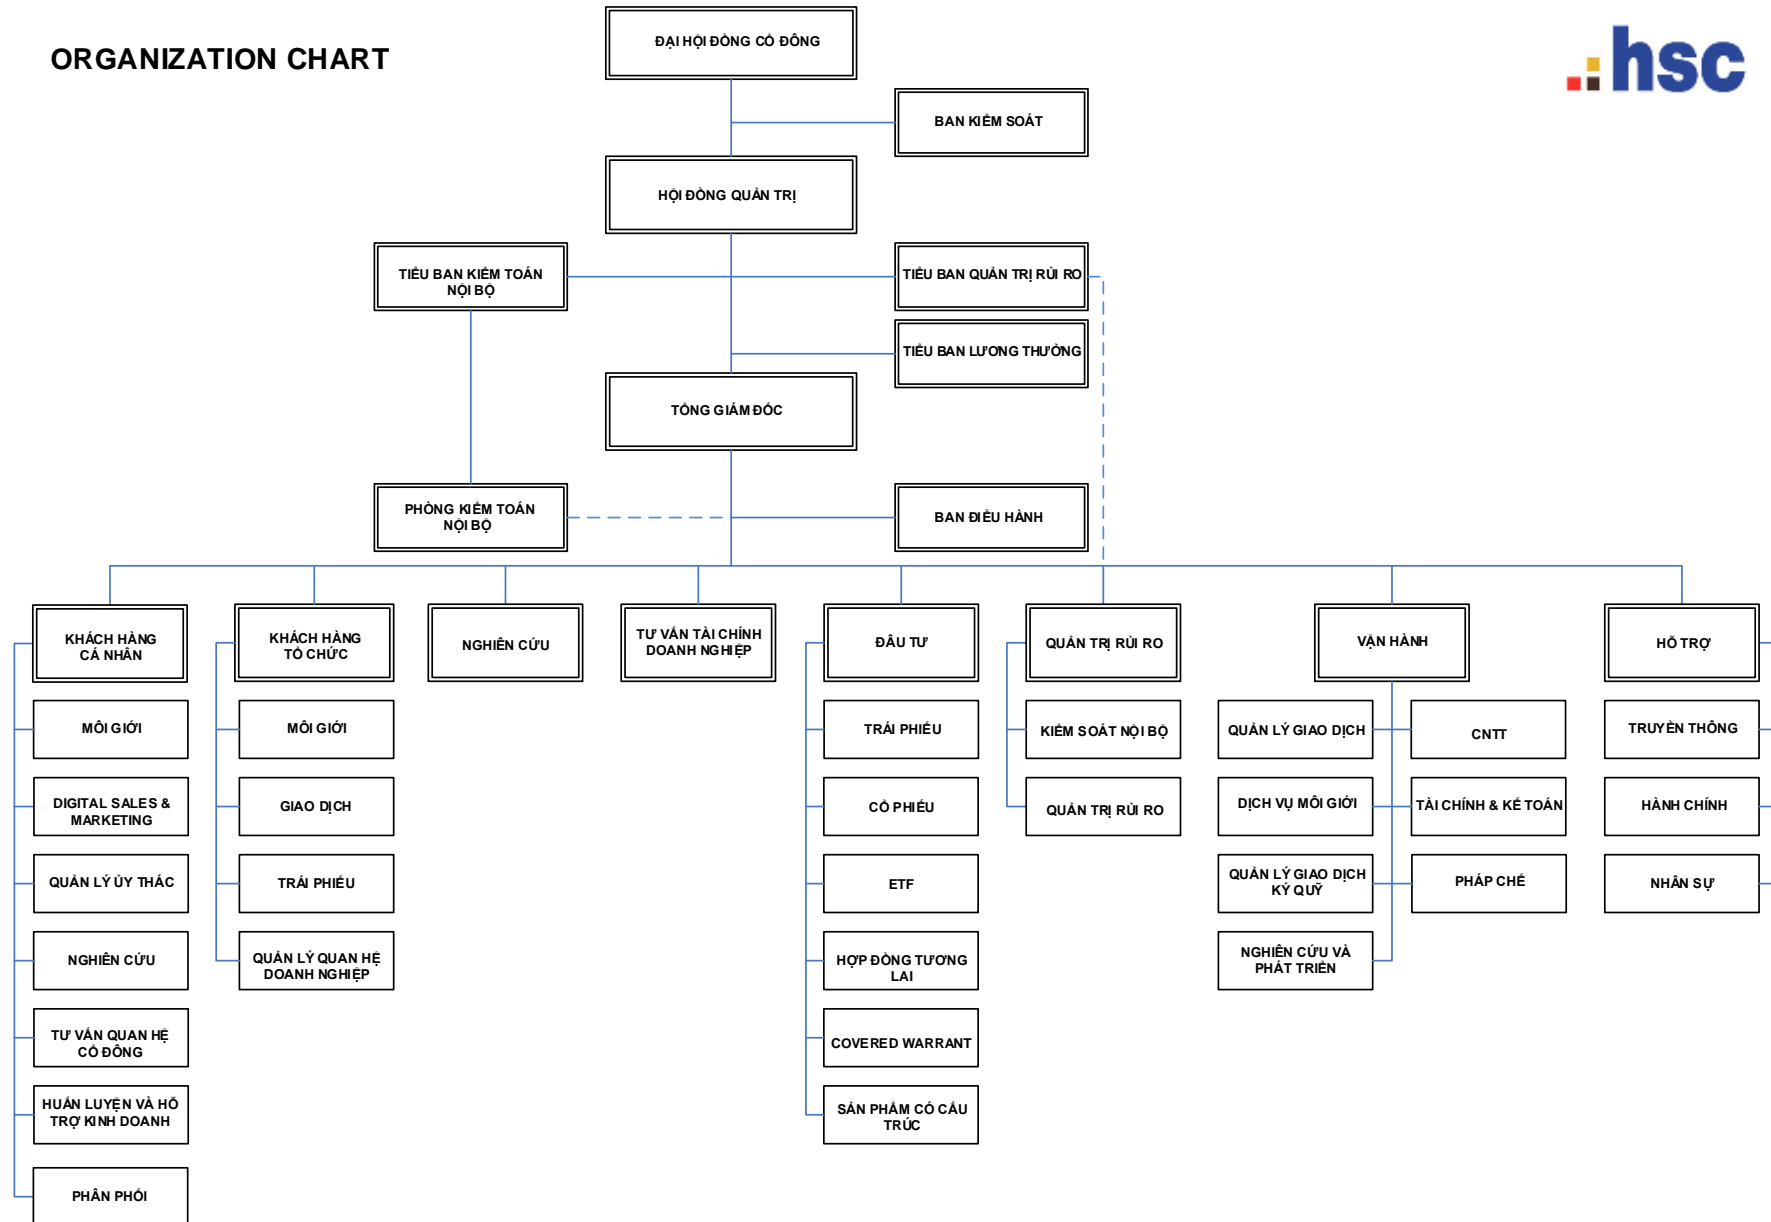 ORGANIZATION CHART
hsc
ĐẠI HỘI ĐỒNG CỔ ĐÔNG
BAN KIỂM SOÁT
HỘI ĐỒNG QUẢN TRỊ
TIỂU BAN KIỂM TOÁN
NỘI BỘ
TIỂU BAN QUẢN TRỊ RỦI RO
TIỂU BAN LƯƠNG THƯỞNG
TỔNG GIÁM ĐỐC
PHÒNG KIỂM TOÁN
NỘI BỘ
BAN ĐIỀU HÀNH
KHÁCH HÀNG
CÁ NHÂN
MÔI GIỚI
DIGITAL SALES &
MARKETING
QUẢN LÝ ỦY THÁC
NGHIÊN CỨU
TƯ VẤN QUAN HỆ
CỔ ĐÔNG
HUẤN LUYỆN VÀ HỖ
TRỢ KINH DOANH
PHÂN PHỐI
KHÁCH HÀNG
TỔ CHỨC
MÔI GIỚI
GIAO DỊCH
TRÁI PHIẾU
QUẢN LÝ QUAN HỆ
DOANH NGHIỆP
NGHIÊN CỨU
TƯ VẤN TÀI CHÍNH
DOANH NGHIỆP
ĐẦU TƯ
TRÁI PHIẾU
CỔ PHIẾU
ETF
HỢP ĐỒNG TƯƠNG
LAI
COVERED WARRANT
SẢN PHẨM CÓ CẤU
TRÚC
QUẢN TRỊ RỦI RO
KIỂM SOÁT NỘI BỘ
QUẢN TRỊ RỦI RO
VẬN HÀNH
QUẢN LÝ GIAO DỊCH
DỊCH VỤ MÔI GIỚI
QUẢN LÝ GIAO DỊCH
KÝ QUỸ
NGHIÊN CỨU VÀ
PHÁT TRIỂN
CNTT
TÀI CHÍNH & KẾ TOÁN
PHÁP CHẾ
HỖ TRỢ
TRUYỀN THÔNG
HÀNH CHÍNH
NHÂN SỰ